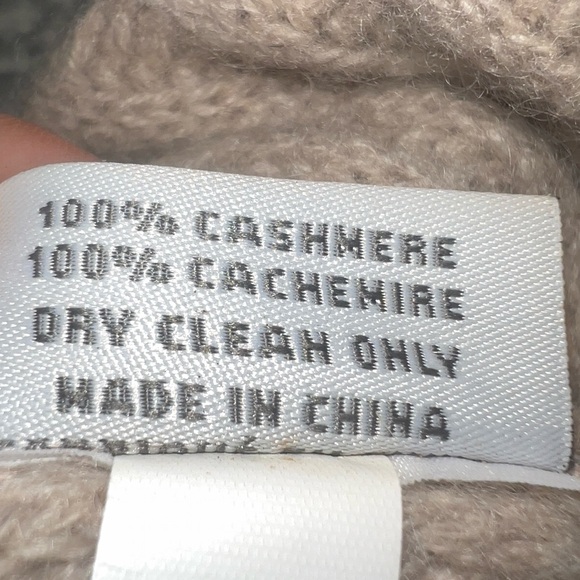 100% CASHMERE
100% CACHEMIRE
DRY CLEAN ONLY
MADE IN CHINA